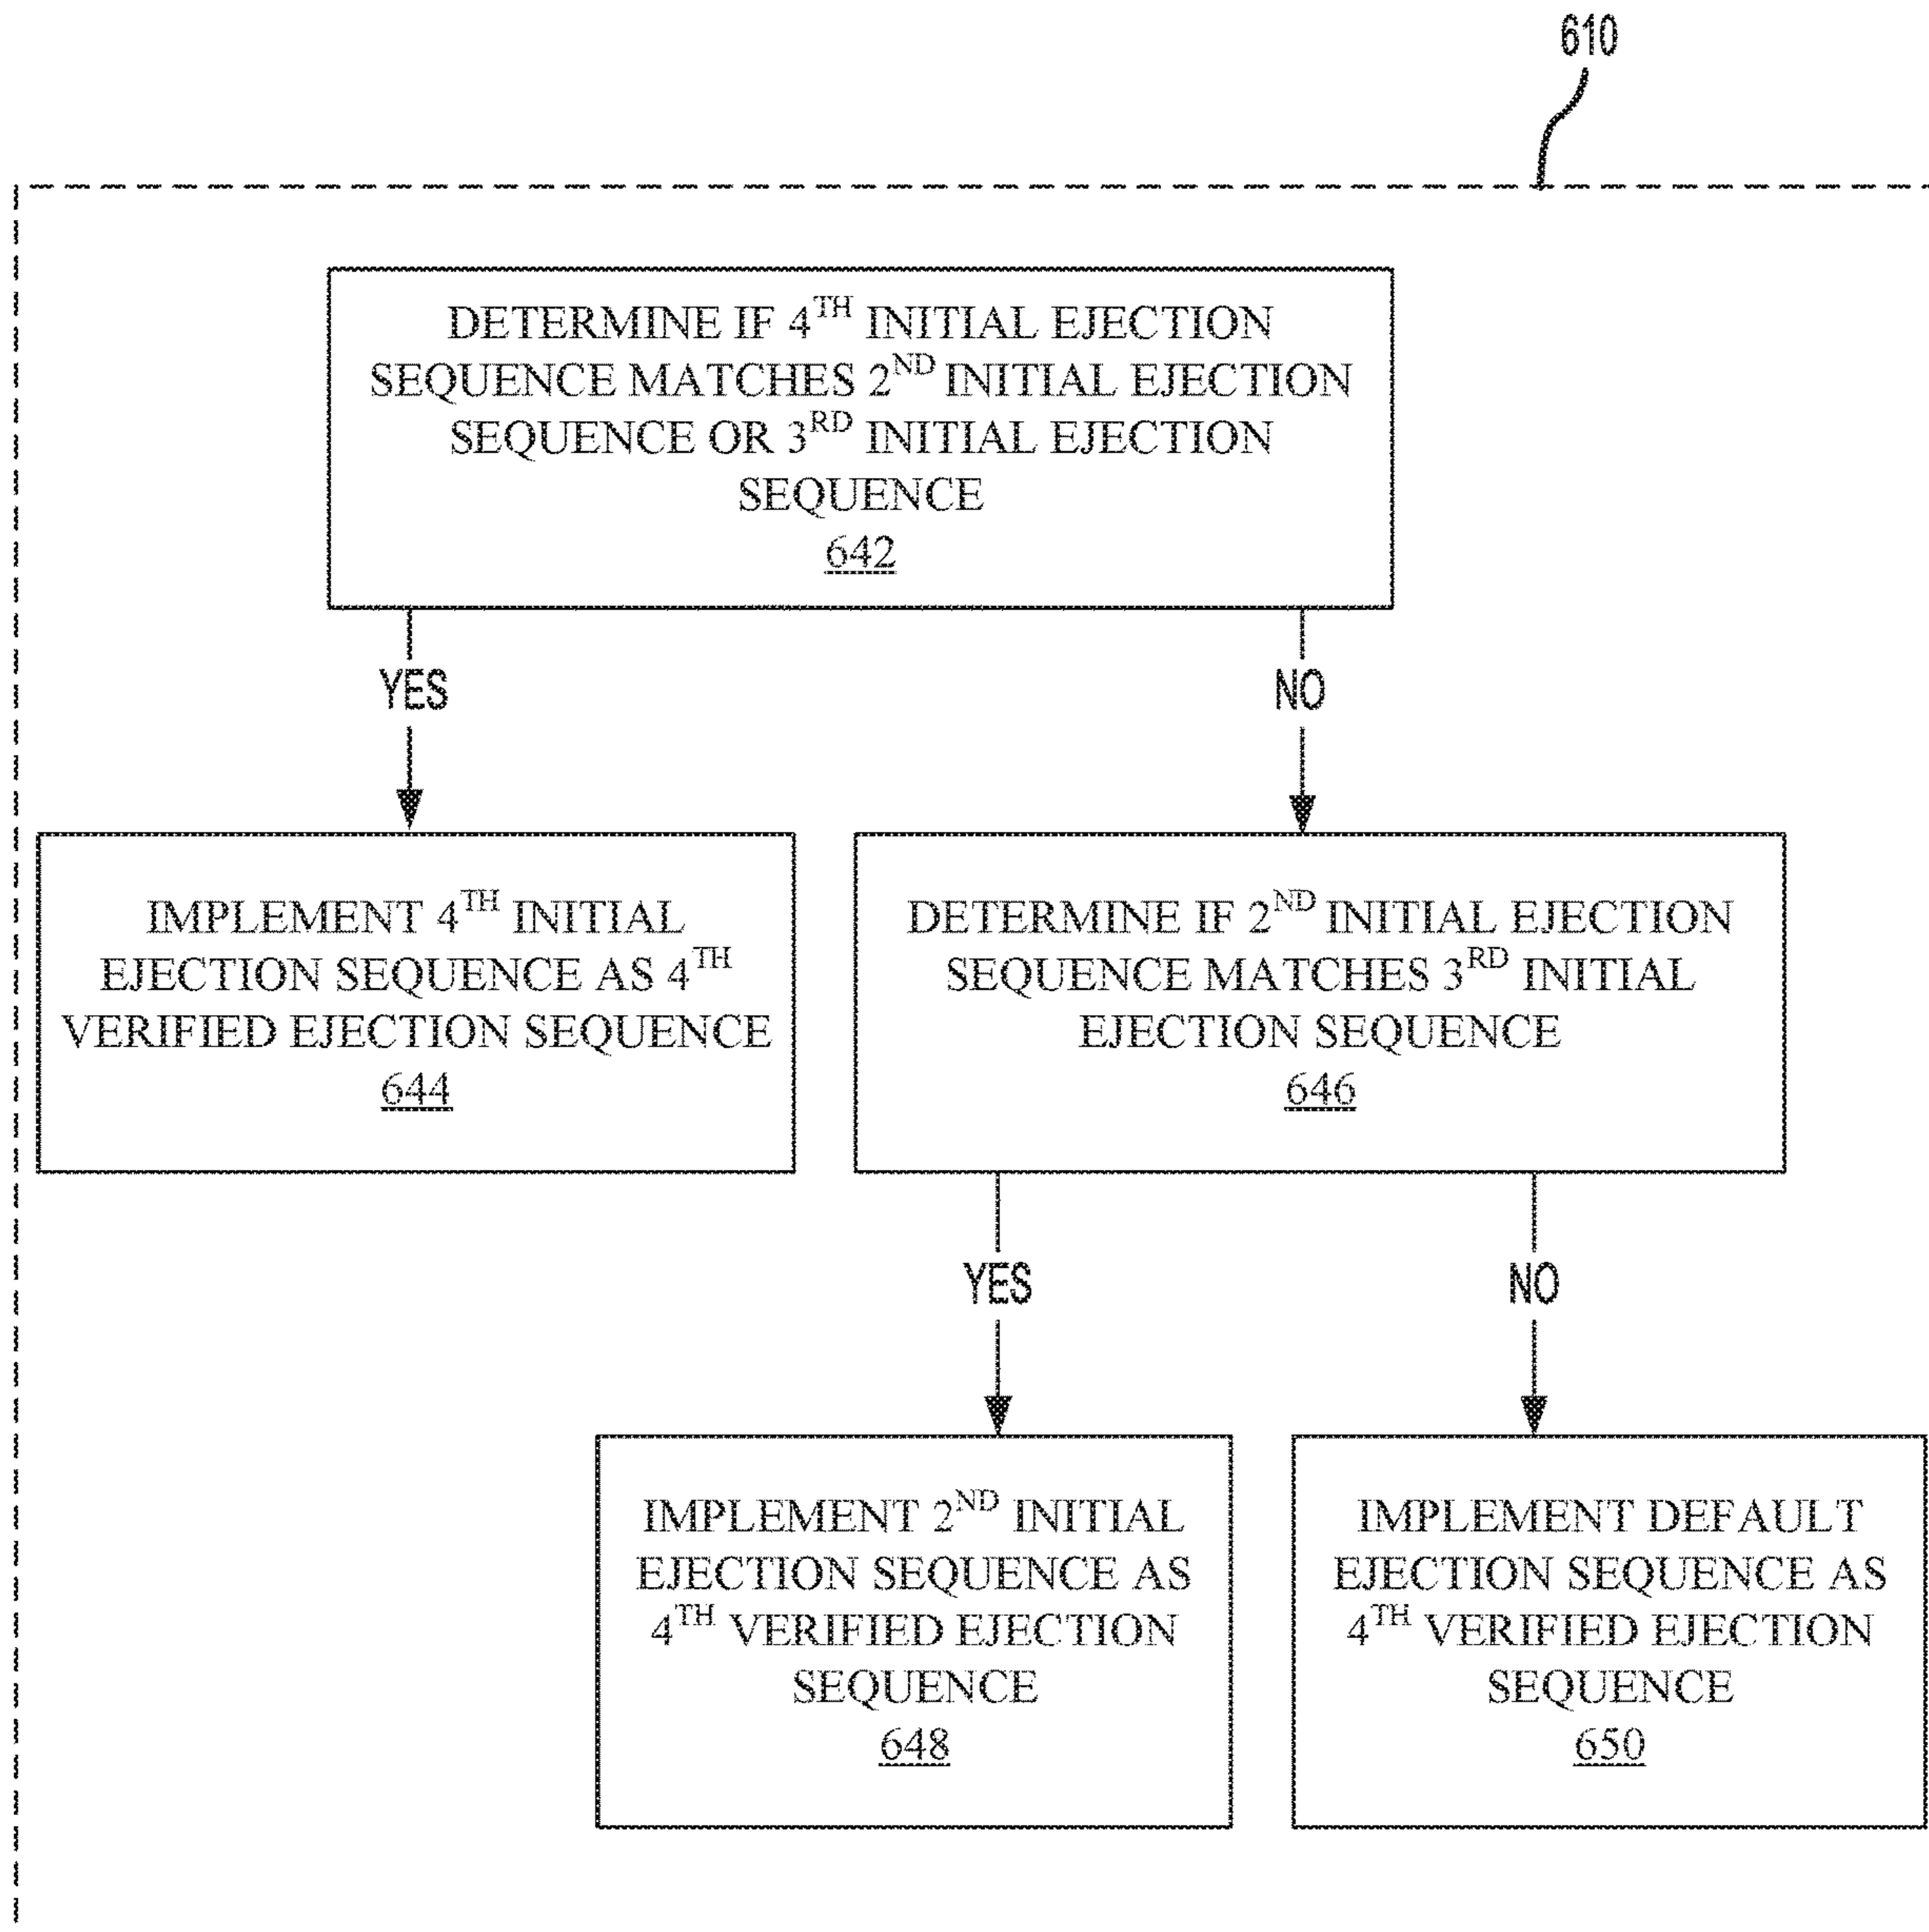 610
DETERMINE IF 4TH INITIAL EJECTION
SEQUENCE MATCHES 2ND INITIAL EJECTION
SEQUENCE OR 3RD INITIAL EJECTION
SEQUENCE
642
YES
NO
IMPLEMENT 4TH INITIAL
EJECTION SEQUENCE AS 4TH
VERIFIED EJECTION SEQUENCE
644
DETERMINE IF 2ND INITIAL EJECTION
SEQUENCE MATCHES 3RD INITIAL
EJECTION SEQUENCE
646
YES
NO
IMPLEMENT 2ND INITIAL
EJECTION SEQUENCE AS
4TH VERIFIED EJECTION
SEQUENCE
648
IMPLEMENT DEFAULT
EJECTION SEQUENCE AS
4TH VERIFIED EJECTION
SEQUENCE
650